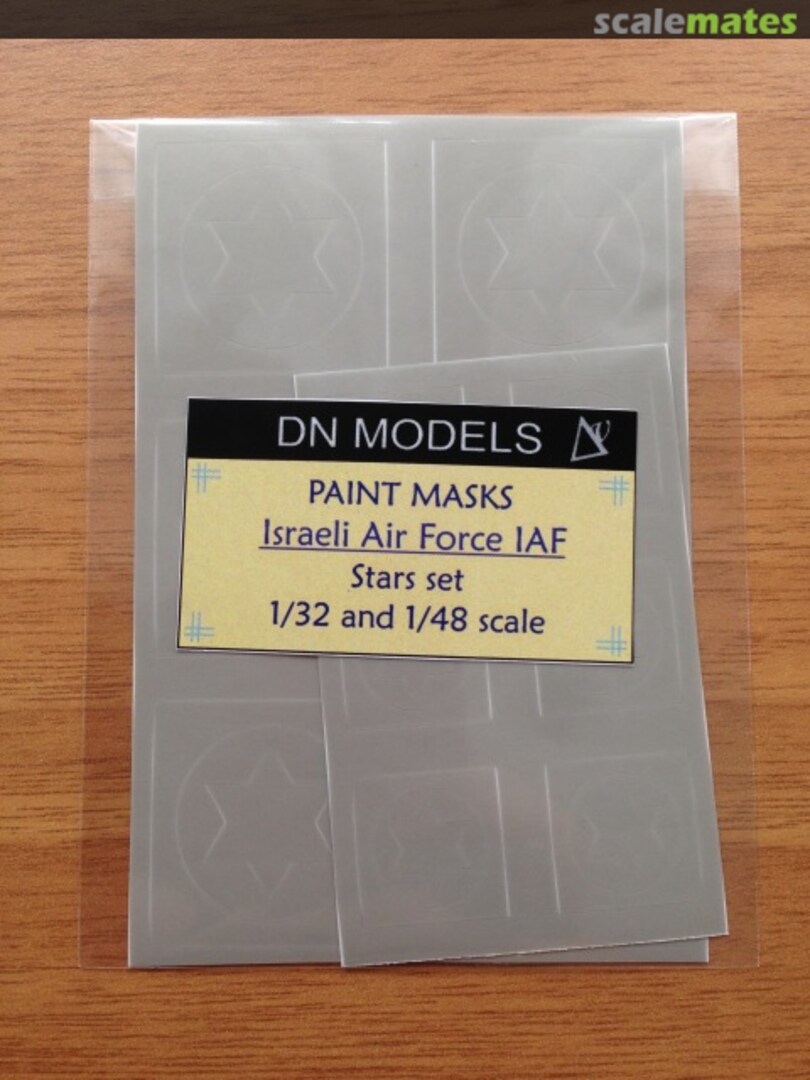 scalemates
DN MODELS
PAINT MASKS
Israeli Air Force IAF
Stars set
1/32 and 1/48 scale